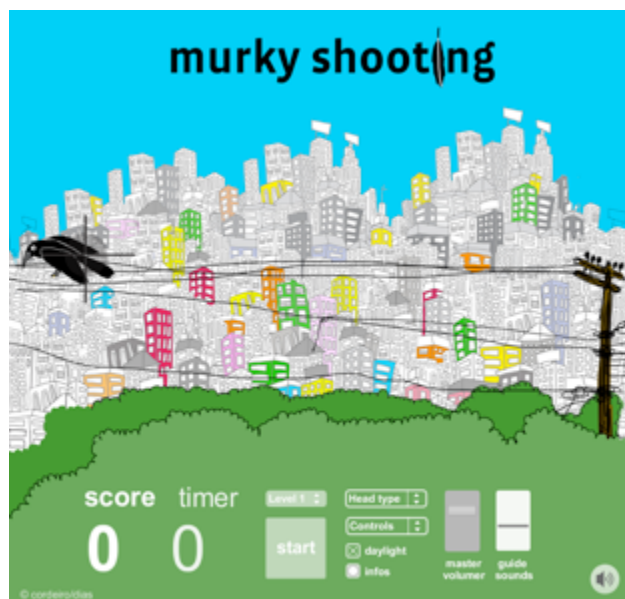 murky shooting
score timer
0 0
Level 1
start
Head type
Controls
daylight
infos
master
volumer
guide
sounds
© cordeiro/dias